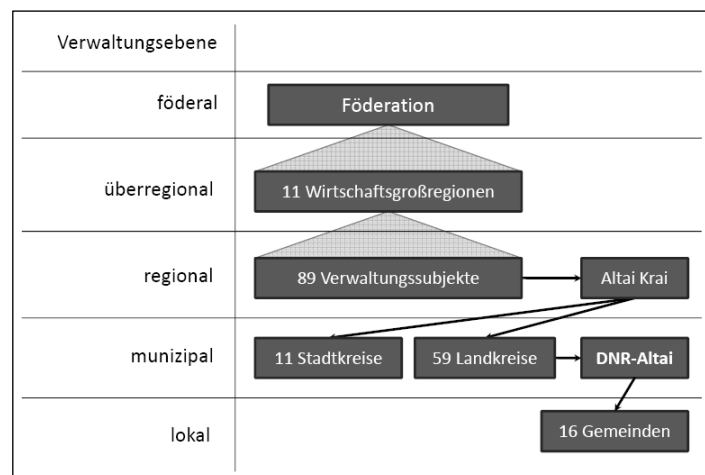 Verwaltungsebene
föderal
Föderation
überregional
11 Wirtschaftsgroßregionen
regional
89 Verwaltungssubjekte
Altai Krai
munizipal
11 Stadtkreise
59 Landkreise
DNR-Altai
lokal
16 Gemeinden